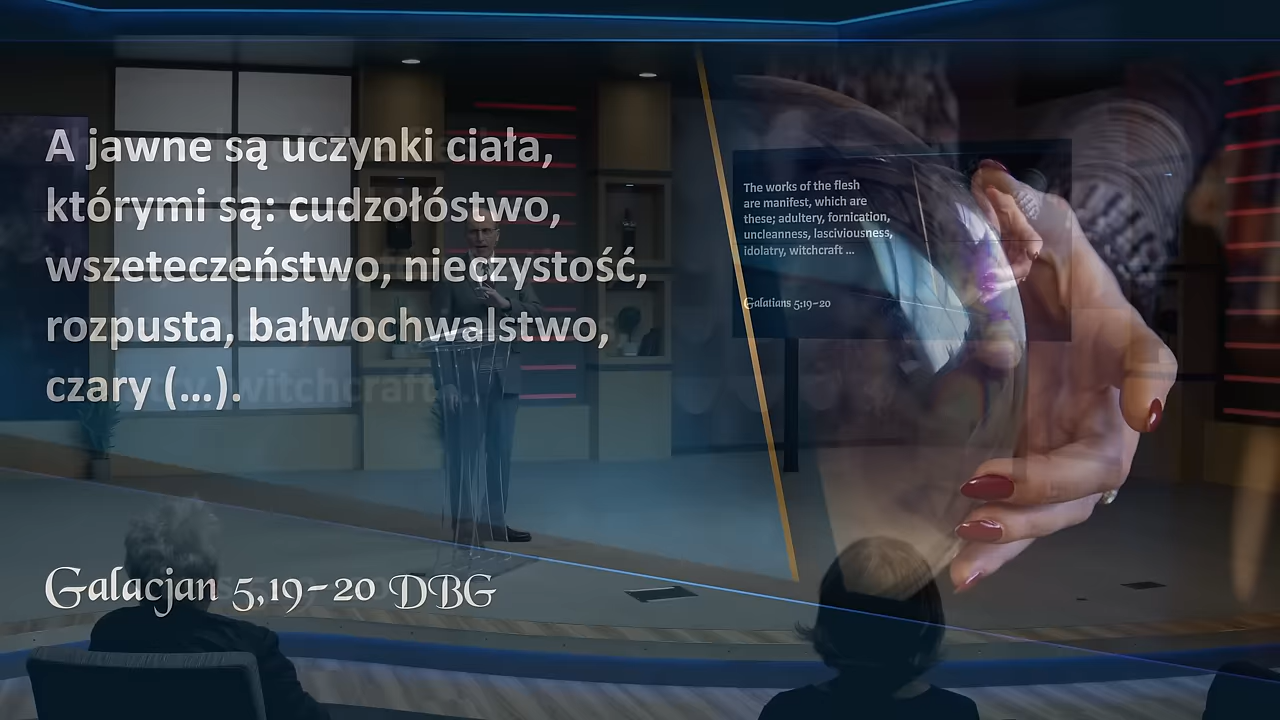 A jawne są uczynki ciała,
którymi są: cudzołóstwo,
wszeteczeństwo, nieczystość,
rozpusta, bałwochwalstwo,
czary (...).
witchcraft ...
Galacjan 5,19-20 DBG
The works of the flesh
are manifest, which are
these; adultery, fornication,
uncleanness, lasciviousness,
idolatry, witchcraft ...
Galatians 5:19-20